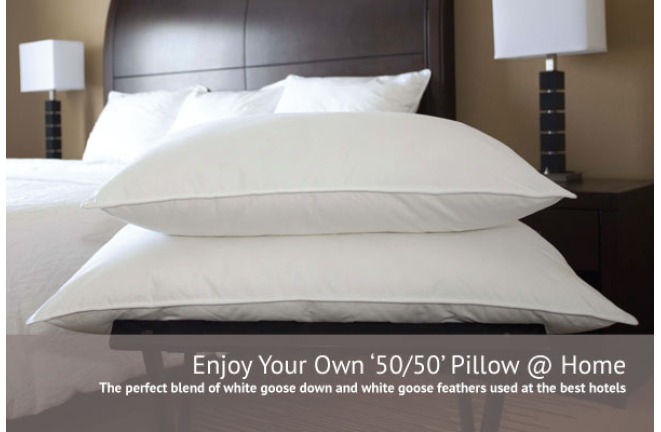 Enjoy Your Own ‘50/50’ Pillow @ Home
The perfect blend of white goose down and white goose feathers used at the best hotels